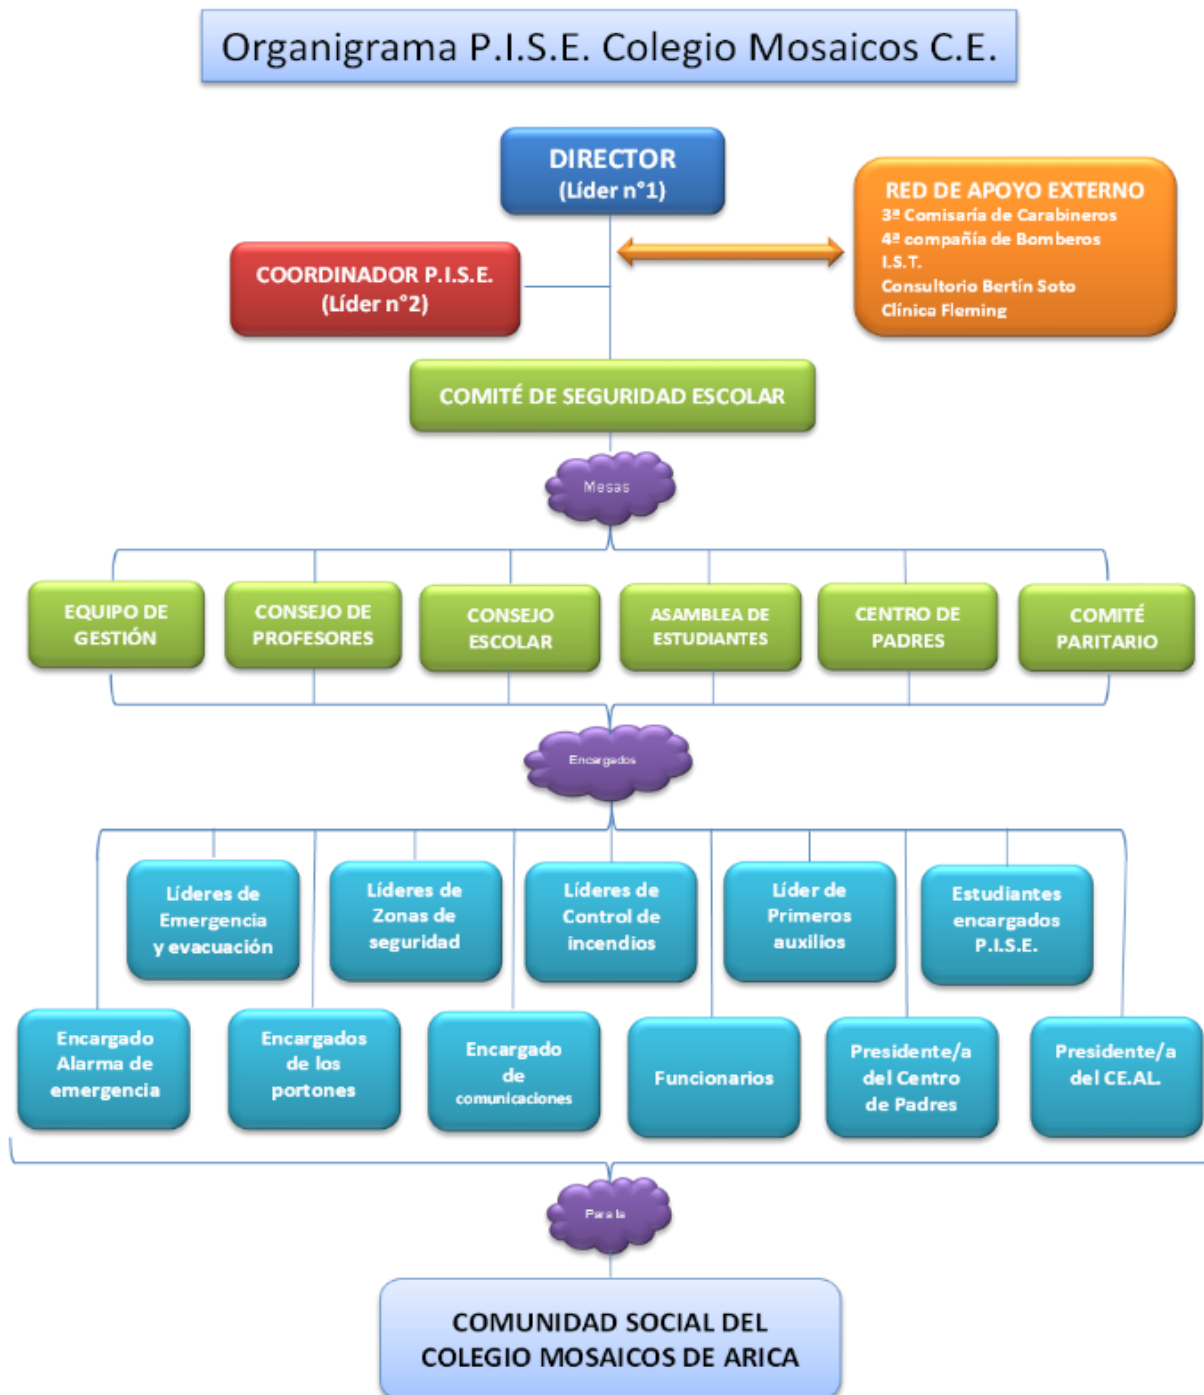 Organigrama P.I.S.E. Colegio Mosaicos C.E.
DIRECTOR
(Líder n°1)
RED DE APOYO EXTERNO
3ª Comisaría de Carabineros
4ª compañía de Bomberos
I.S.T.
Consultorio Bertín Soto
Clínica Fleming
COORDINADOR P.I.S.E.
(Líder n°2)
COMITÉ DE SEGURIDAD ESCOLAR
Mesas
EQUIPO DE
GESTIÓN
CONSEJO DE
PROFESORES
CONSEJO
ESCOLAR
ASAMBLEA DE
ESTUDIANTES
CENTRO DE
PADRES
COMITÉ
PARITARIO
Encargados
Líderes de
Emergencia
y evacuación
Líderes de
Zonas de
seguridad
Líderes de
Control de
incendios
Líder de
Primeros
auxilios
Estudiantes
encargados
P.I.S.E.
Encargado
Alarma de
emergencia
Encargados
de los
portones
Encargado
de
comunicaciones
Funcionarios
Presidente/a
del Centro
de Padres
Presidente/a
del CE.AL.
Para la
COMUNIDAD SOCIAL DEL
COLEGIO MOSAICOS DE ARICA